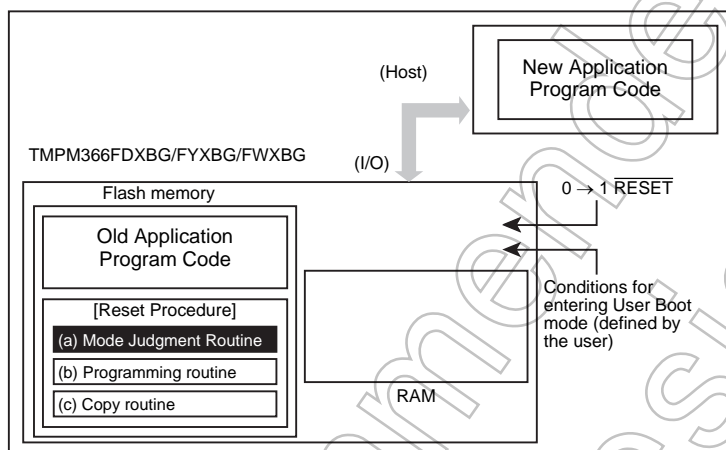 New Application
Program Code
(Host)
TMPM366FDXBG/FYXBG/FWXBG
(I/O)
Flash memory
0 → 1 RESET
Old Application
Program Code
Conditions for
entering User Boot
mode (defined by
the user)
[Reset Procedure]
(a) Mode Judgment Routine
(b) Programming routine
(c) Copy routine
RAM